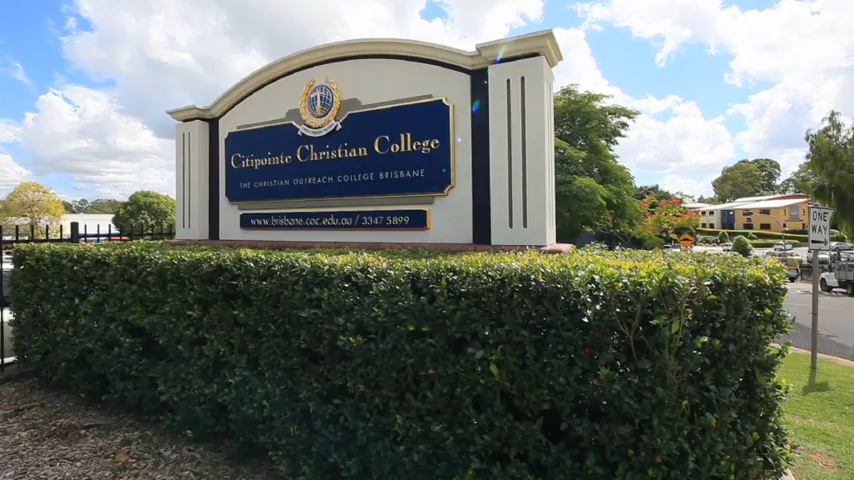 Citipointe Christian College
THE CHRISTIAN OUTREACH COLLEGE BRISBANE
www.brisbane.coc.edu.au / 3347 5899
ONE
WAY